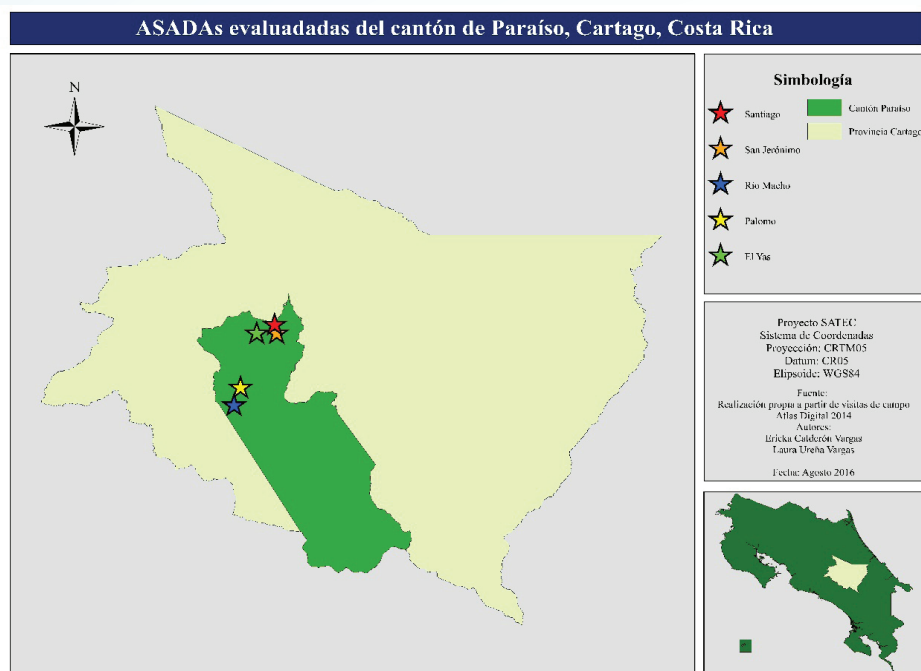 ASADAs evaluadadas del cantón de Paraíso, Cartago, Costa Rica
N
Simbología
Santiago
San Jerónimo
Río Macho
Palomo
El Yas
Cantón Paraíso
Provincia Cartago
Proyecto SATEC
Sistema de Coordenadas
Proyección: CRTM05
Datum: CR05
Elipsoide: WGS84
Fuente:
Realización propia a partir de visitas de campo
Atlas Digital 2014
Autores:
Ericka Calderón Vargas
Laura Ureña Vargas
Fecha: Agosto 2016